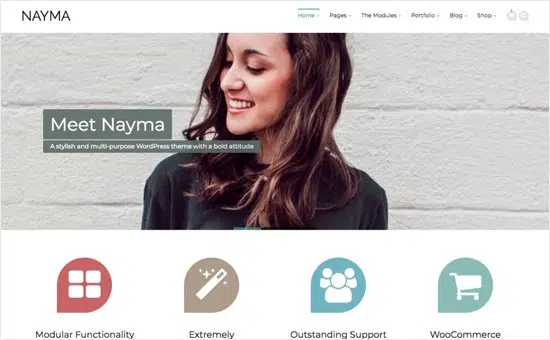 NAYMA
Home Pages The Modules Portfolio Blog Shop
Meet Nayma
A stylish and multi-purpose WordPress theme with a bold attitude
Modular Functionality Extremely Outstanding Support WooCommerce